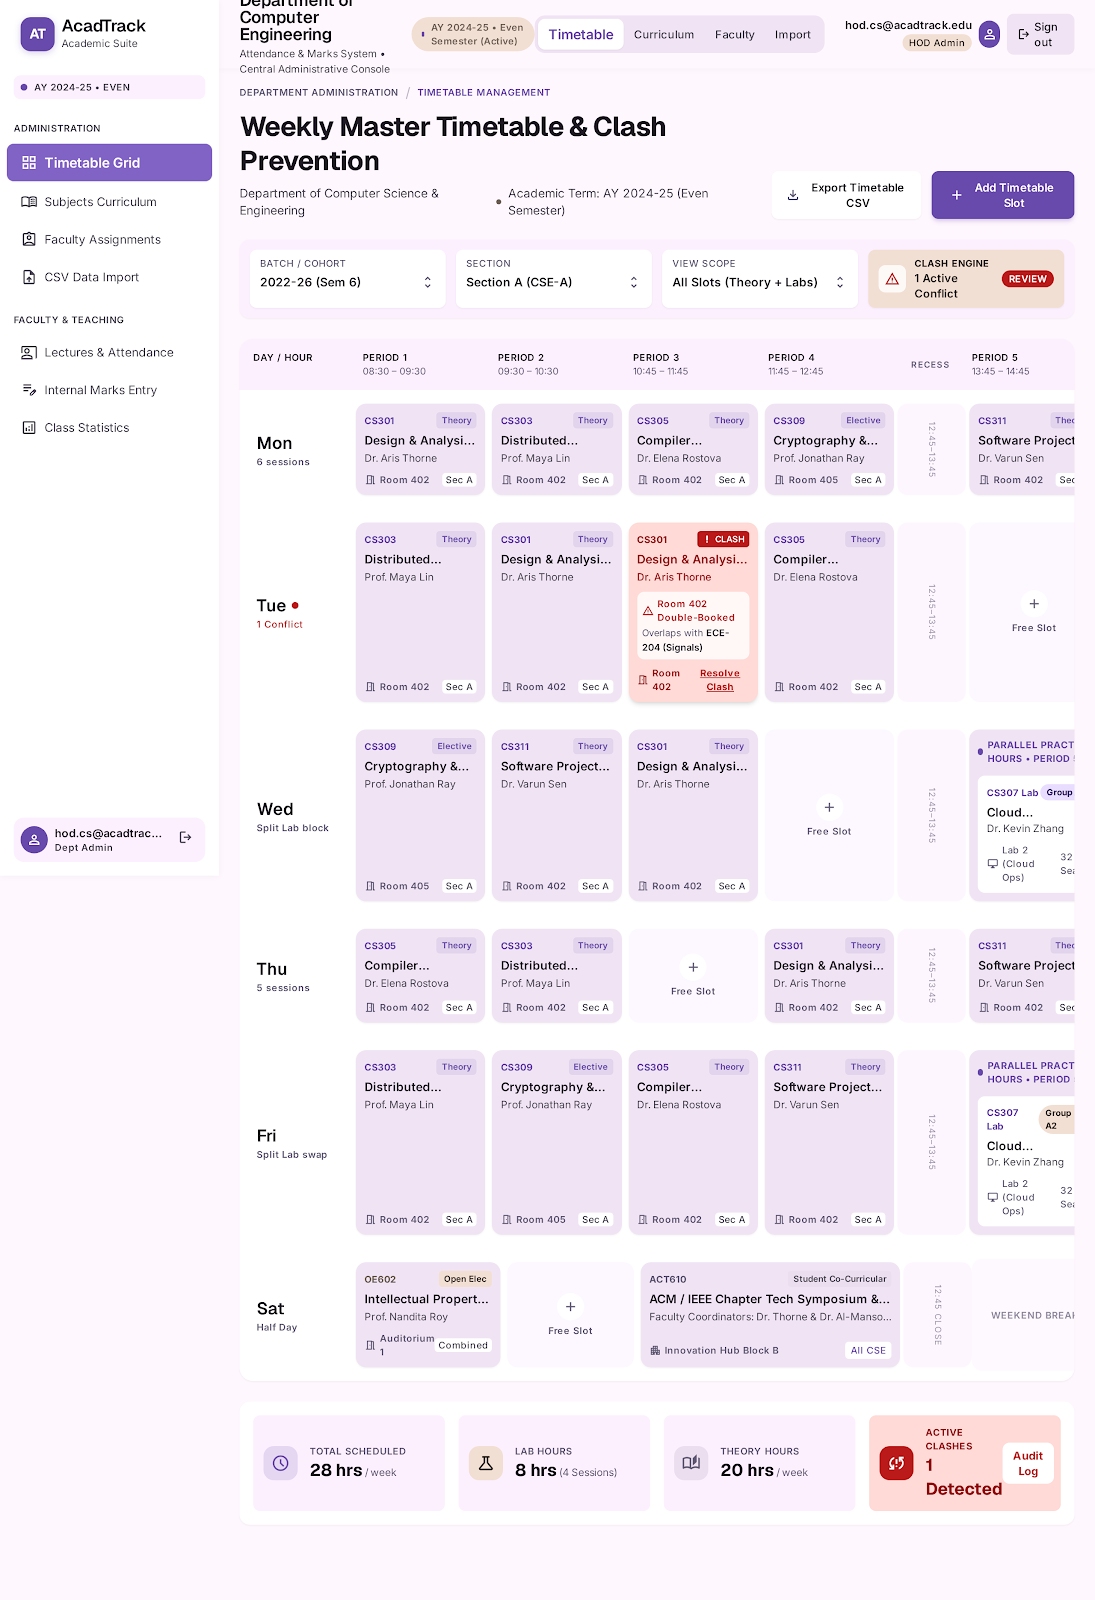 AT
AcadTrack
Academic Suite
AY 2024-25 • EVEN
ADMINISTRATION
Timetable Grid
Subjects Curriculum
Faculty Assignments
CSV Data Import
FACULTY & TEACHING
Lectures & Attendance
Internal Marks Entry
Class Statistics
hod.cs@acadtrac...
Dept Admin
Department of
Computer
Engineering
Attendance & Marks System •
Central Administrative Console
AY 2024-25 • Even
Semester (Active)
Timetable
Curriculum
Faculty
Import
hod.cs@acadtrack.edu
HOD Admin
Sign
out
DEPARTMENT ADMINISTRATION / TIMETABLE MANAGEMENT
Weekly Master Timetable & Clash
Prevention
Department of Computer Science &
Engineering
• Academic Term: AY 2024-25 (Even
Semester)
Export Timetable
CSV
Add Timetable
Slot
BATCH / COHORT
2022-26 (Sem 6)
SECTION
Section A (CSE-A)
VIEW SCOPE
All Slots (Theory + Labs)
CLASH ENGINE
1 Active
Conflict
REVIEW
DAY / HOUR
PERIOD 1
08:30 – 09:30
PERIOD 2
09:30 – 10:30
PERIOD 3
10:45 – 11:45
PERIOD 4
11:45 – 12:45
RECESS
PERIOD 5
13:45 – 14:45
Mon
6 sessions
CS301 Theory
Design & Analysi...
Dr. Aris Thorne
Room 402 Sec A
CS303 Theory
Distributed...
Prof. Maya Lin
Room 402 Sec A
CS305 Theory
Compiler...
Dr. Elena Rostova
Room 402 Sec A
CS309 Elective
Cryptography &...
Prof. Jonathan Ray
Room 405 Sec A
12:45–13:45
CS311 Theo
Software Project
Dr. Varun Sen
Room 402 Sec
Tue
1 Conflict
CS303 Theory
Distributed...
Prof. Maya Lin
Room 402 Sec A
CS301 Theory
Design & Analysi...
Dr. Aris Thorne
Room 402 Sec A
CS301 ! CLASH
Design & Analysi...
Dr. Aris Thorne
Room 402
Double-Booked
Overlaps with ECE-
204 (Signals)
Room
402
Resolve
Clash
CS305 Theory
Compiler...
Dr. Elena Rostova
Room 402 Sec A
12:45–13:45
Free Slot
Wed
Split Lab block
CS309 Elective
Cryptography &...
Prof. Jonathan Ray
Room 405 Sec A
CS311 Theory
Software Project...
Dr. Varun Sen
Room 402 Sec A
CS301 Theory
Design & Analysi...
Dr. Aris Thorne
Room 402 Sec A
Free Slot
12:45–13:45
PARALLEL PRACT
HOURS • PERIOD
CS307 Lab Group
Cloud...
Dr. Kevin Zhang
Lab 2
(Cloud
Ops)
32
Sea
Thu
5 sessions
CS305 Theory
Compiler...
Dr. Elena Rostova
Room 402 Sec A
CS303 Theory
Distributed...
Prof. Maya Lin
Room 402 Sec A
Free Slot
CS301 Theory
Design & Analysi...
Dr. Aris Thorne
Room 402 Sec A
12:45–13:45
CS311 Theo
Software Project
Dr. Varun Sen
Room 402 Sec
Fri
Split Lab swap
CS303 Theory
Distributed...
Prof. Maya Lin
Room 402 Sec A
CS309 Elective
Cryptography &...
Prof. Jonathan Ray
Room 405 Sec A
CS305 Theory
Compiler...
Dr. Elena Rostova
Room 402 Sec A
CS311 Theory
Software Project...
Dr. Varun Sen
Room 402 Sec A
12:45–13:45
PARALLEL PRACT
HOURS • PERIOD
CS307
Lab
Group
A2
Cloud...
Dr. Kevin Zhang
Lab 2
(Cloud
Ops)
32
Sea
Sat
Half Day
OE602 Open Elec
Intellectual Propert...
Prof. Nandita Roy
Auditorium
1
Combined
Free Slot
ACT610 Student Co-Curricular
ACM / IEEE Chapter Tech Symposium &...
Faculty Coordinators: Dr. Thorne & Dr. Al-Manso...
Innovation Hub Block B All CSE
12:45 CLOSE
WEEKEND BREAK
TOTAL SCHEDULED
28 hrs / week
LAB HOURS
8 hrs (4 Sessions)
THEORY HOURS
20 hrs / week
ACTIVE
CLASHES
1
Detected
Audit
Log